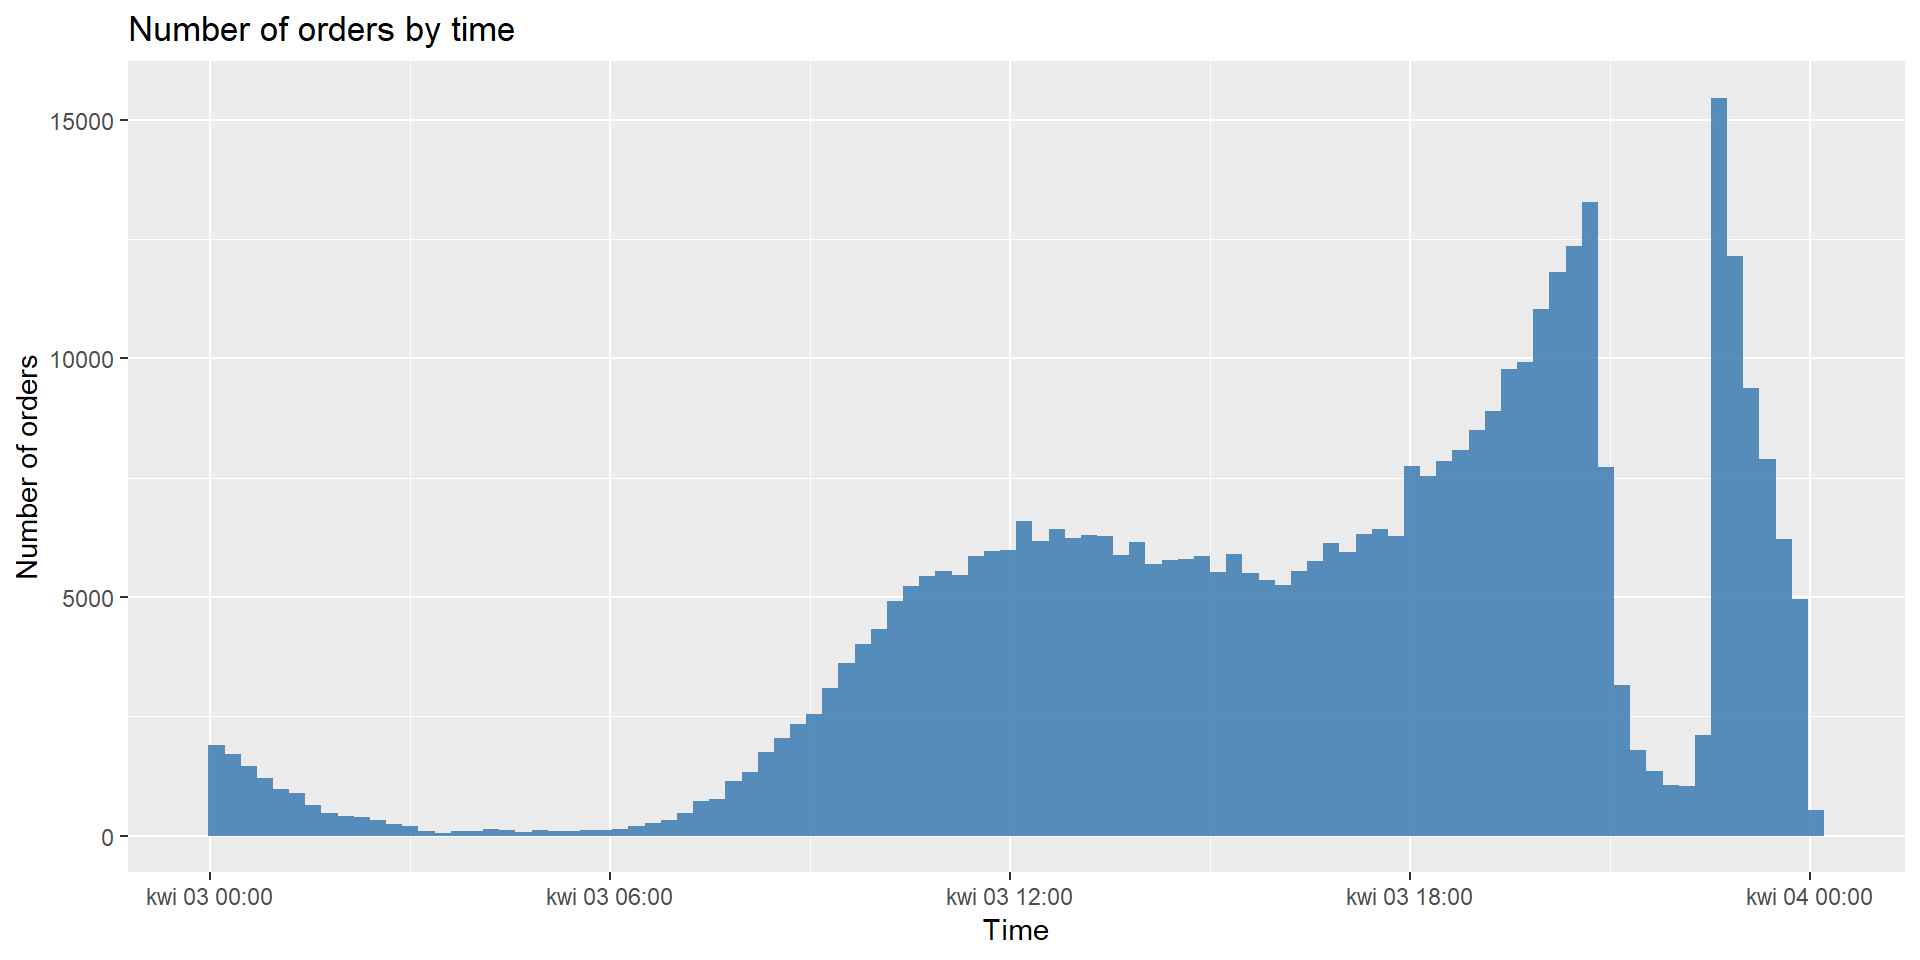 Number of orders by time
Number of orders
15000
10000
5000
0
kwi 03 00:00
kwi 03 06:00
kwi 03 12:00
kwi 03 18:00
kwi 04 00:00
Time